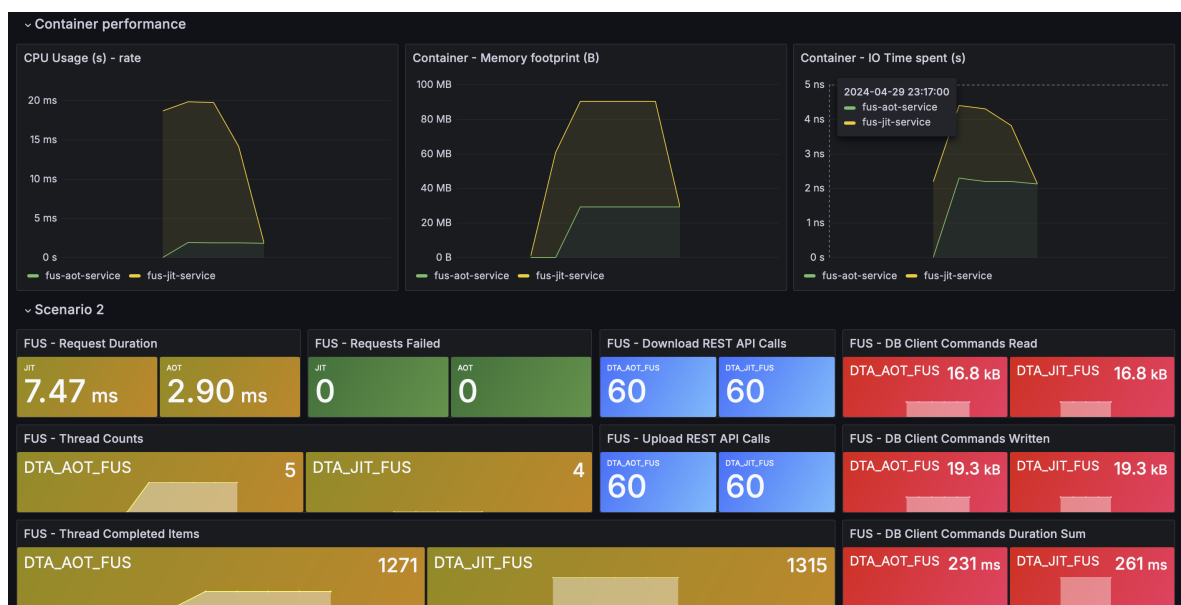 Container performance
CPU Usage (s) - rate
20 ms
15 ms
10 ms
5 ms
0 s
fus-aot-service fus-jit-service
Container - Memory footprint (B)
100 MB
80 MB
60 MB
40 MB
20 MB
0 B
fus-aot-service fus-jit-service
Container - IO Time spent (s)
5 ns
4 ns
3 ns
2 ns
1 ns
0 s
2024-04-29 23:17:00
fus-aot-service
fus-jit-service
fus-aot-service fus-jit-service
Scenario 2
FUS - Request Duration
JIT
7.47 ms
AOT
2.90 ms
FUS - Requests Failed
JIT
0
AOT
0
FUS - Download REST API Calls
DTA_AOT_FUS
60
DTA_JIT_FUS
60
FUS - DB Client Commands Read
DTA_AOT_FUS 16.8 kB
DTA_JIT_FUS 16.8 kB
FUS - Thread Counts
DTA_AOT_FUS 5
DTA_JIT_FUS 4
FUS - Upload REST API Calls
DTA_AOT_FUS
60
DTA_JIT_FUS
60
FUS - DB Client Commands Written
DTA_AOT_FUS 19.3 kB
DTA_JIT_FUS 19.3 kB
FUS - Thread Completed Items
DTA_AOT_FUS 1271
DTA_JIT_FUS 1315
FUS - DB Client Commands Duration Sum
DTA_AOT_FUS 231 ms
DTA_JIT_FUS 261 ms